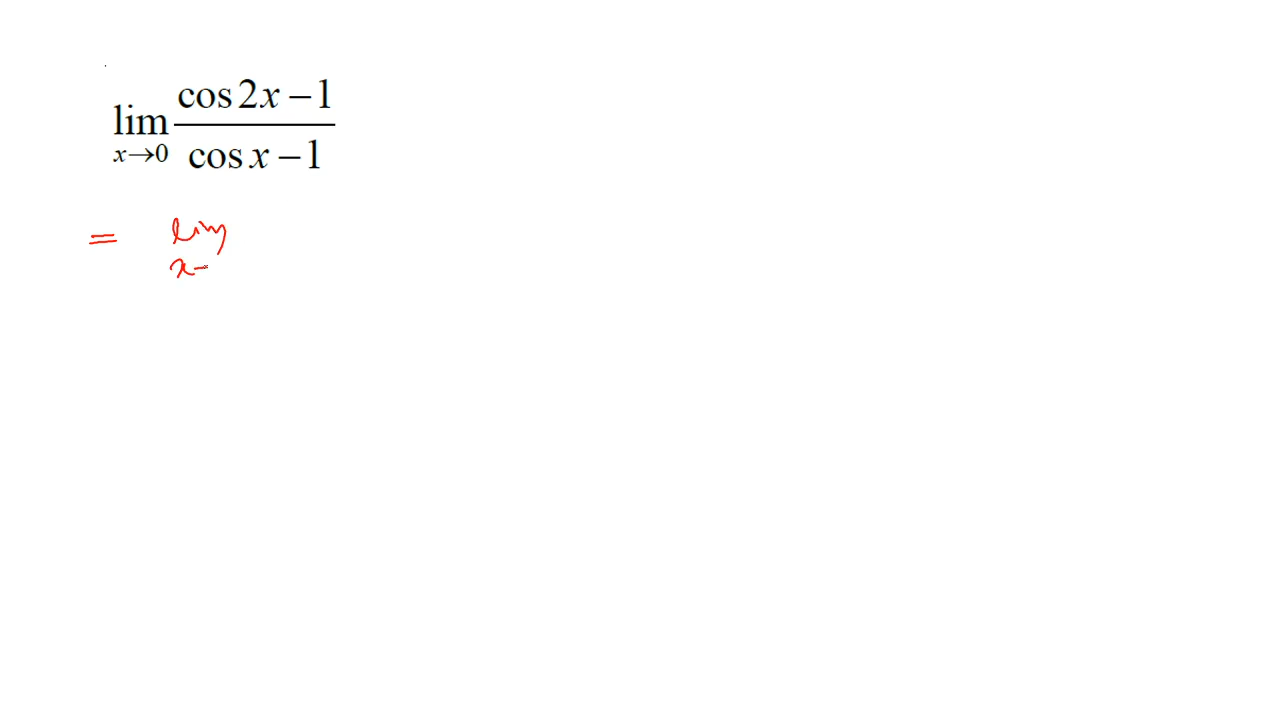 lim x→0 (cos 2x − 1)/(cos x − 1)
= lim
x−